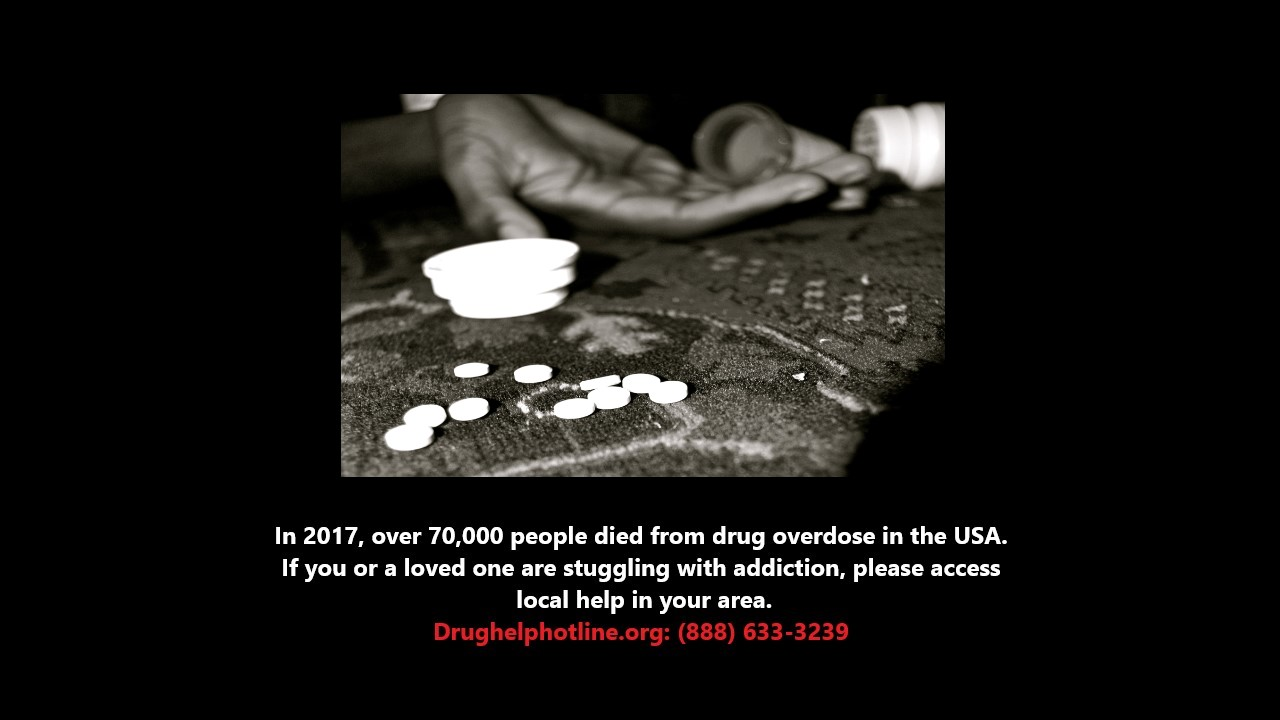 In 2017, over 70,000 people died from drug overdose in the USA.
If you or a loved one are stuggling with addiction, please access
local help in your area.
Drughelphotline.org: (888) 633-3239